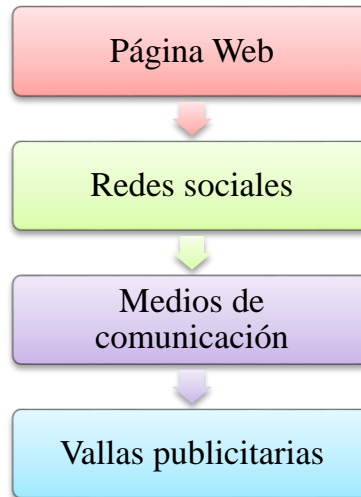 Página Web
Redes sociales
Medios de
comunicación
Vallas publicitarias